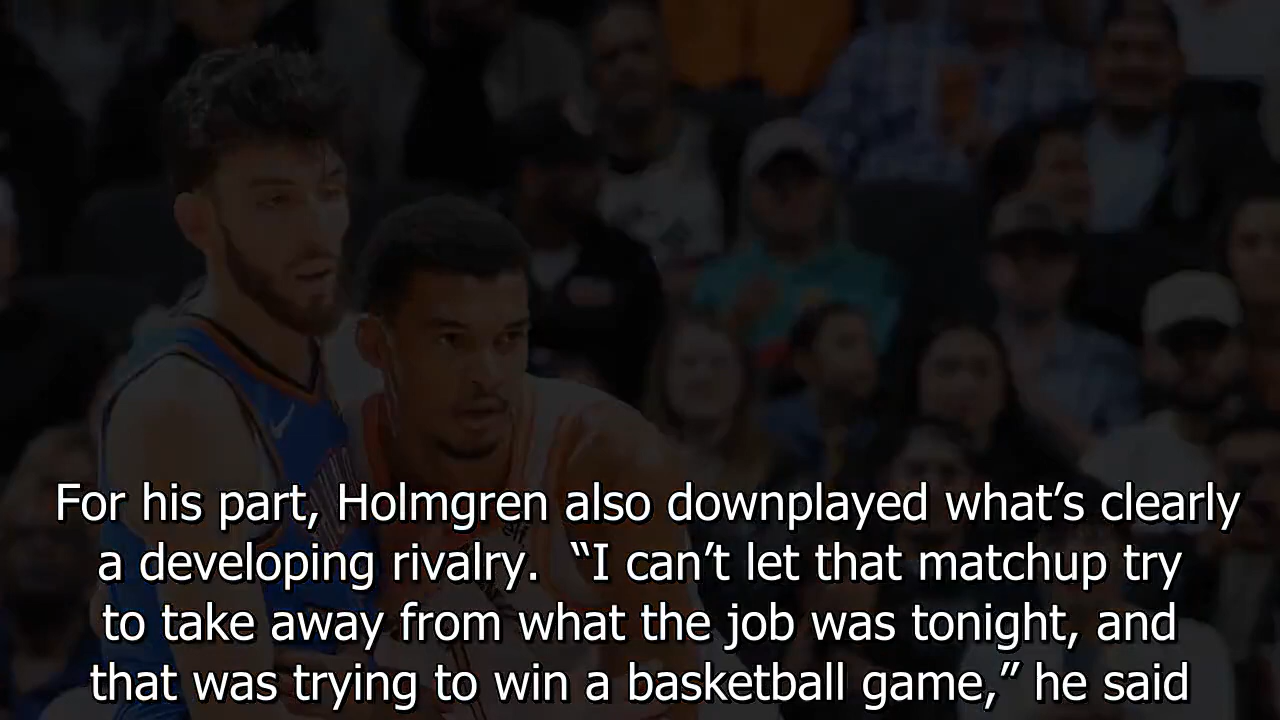 For his part, Holmgren also downplayed what’s clearly
a developing rivalry.  “I can’t let that matchup try
to take away from what the job was tonight, and
that was trying to win a basketball game,” he said